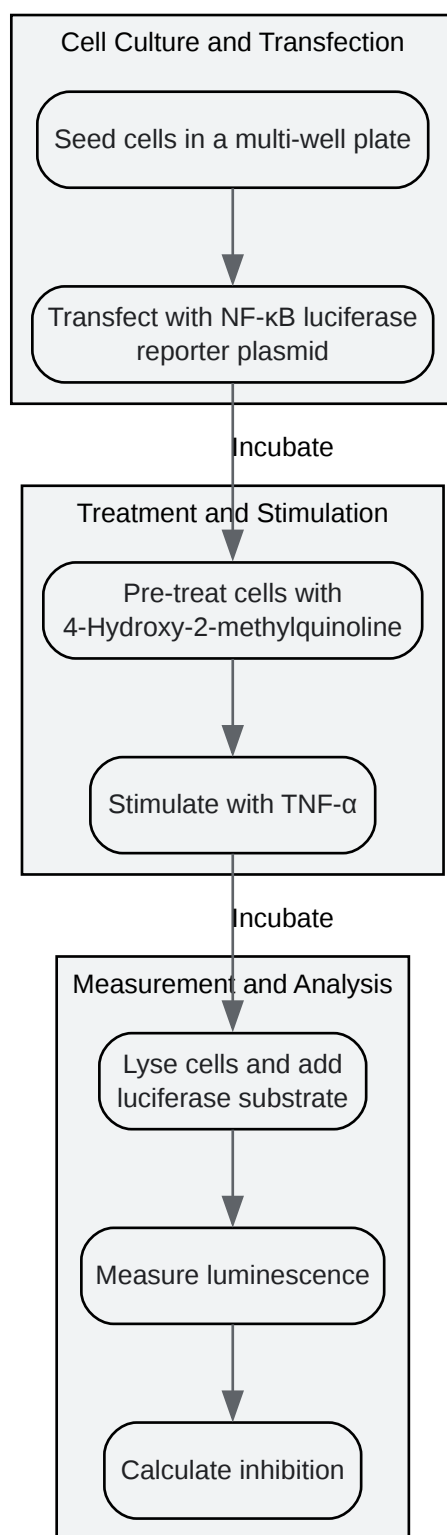 Cell Culture and Transfection
Seed cells in a multi-well plate
Transfect with NF-κB luciferase
reporter plasmid
Incubate
Treatment and Stimulation
Pre-treat cells with
4-Hydroxy-2-methylquinoline
Stimulate with TNF-α
Incubate
Measurement and Analysis
Lyse cells and add
luciferase substrate
Measure luminescence
Calculate inhibition